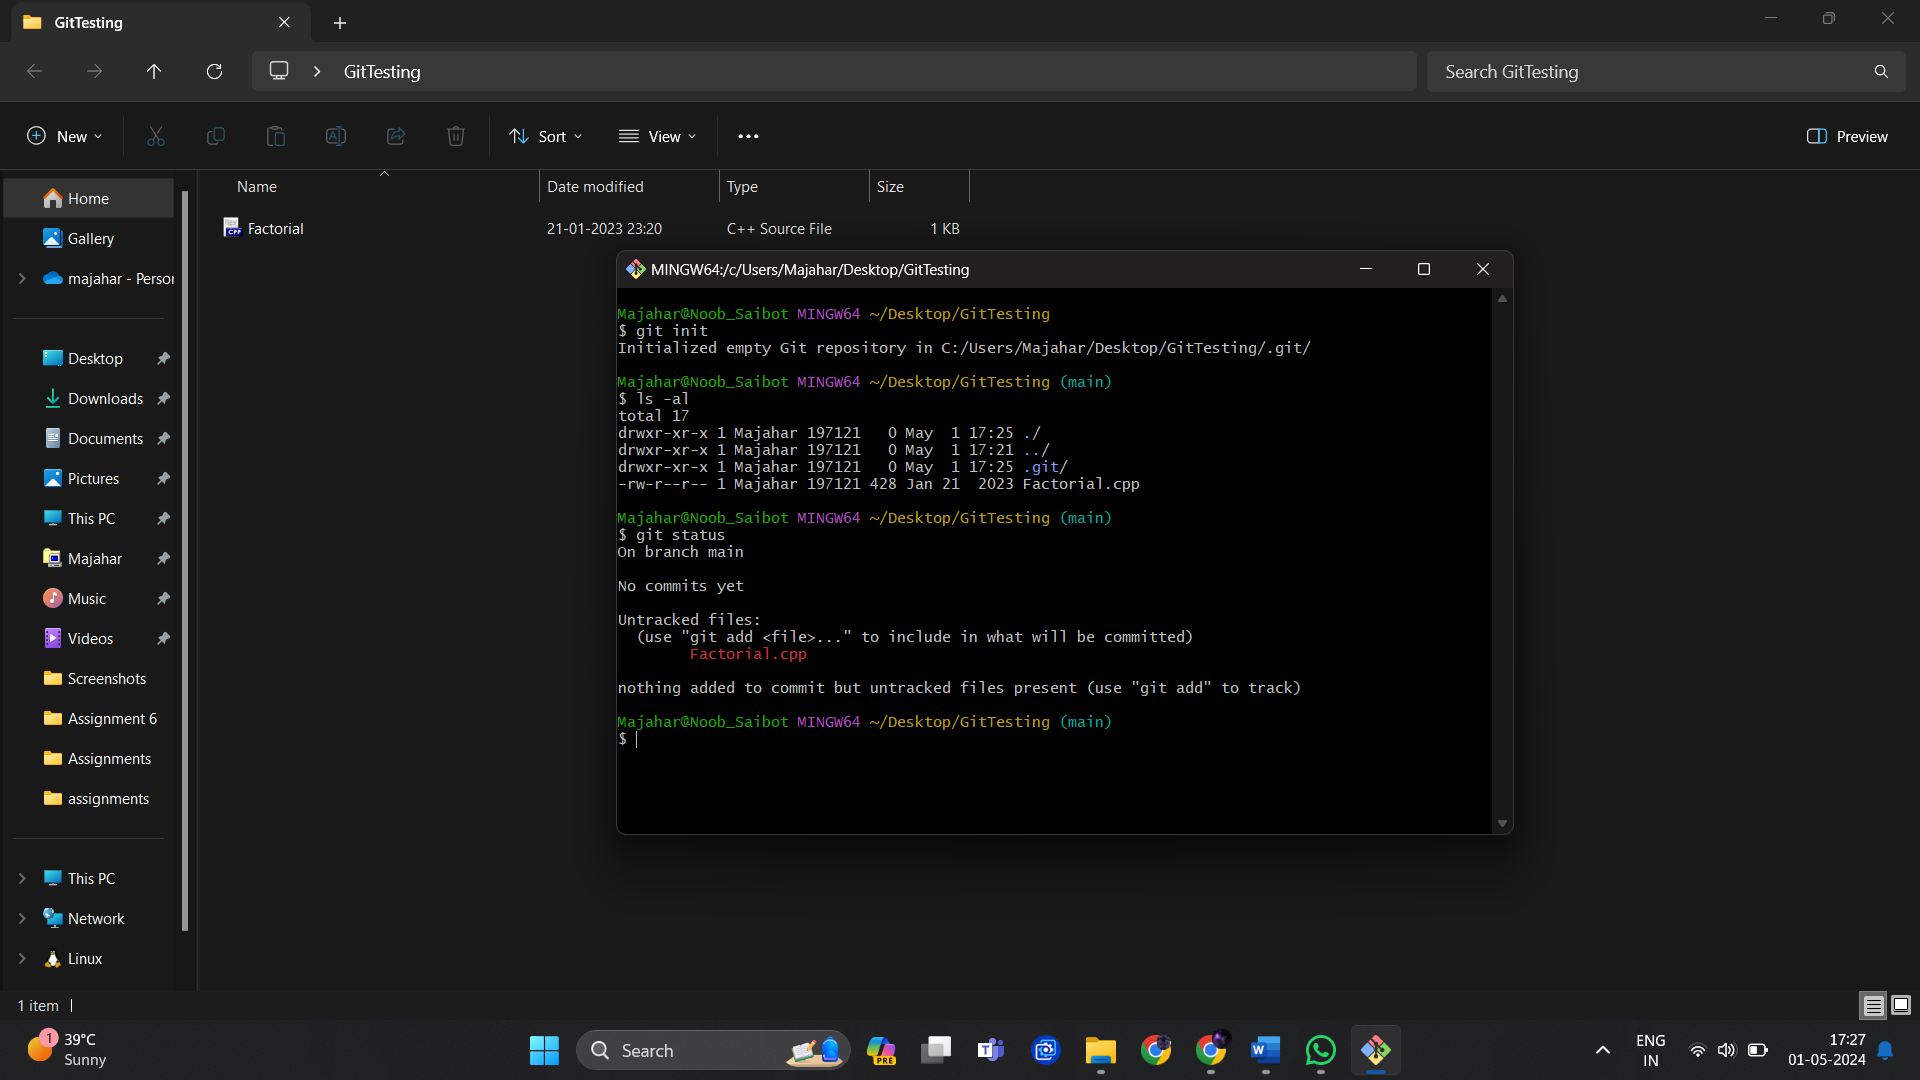 GitTesting
GitTesting
Search GitTesting
New
Sort
View
Preview
Name
Date modified
Type
Size
Factorial
21-01-2023 23:20
C++ Source File
1 KB
Home
Gallery
majahar - Person
Desktop
Downloads
Documents
Pictures
This PC
Majahar
Music
Videos
Screenshots
Assignment 6
Assignments
assignments
This PC
Network
Linux
MINGW64:/c/Users/Majahar/Desktop/GitTesting
Majahar@Noob_Saibot MINGW64 ~/Desktop/GitTesting
$ git init
Initialized empty Git repository in C:/Users/Majahar/Desktop/GitTesting/.git/
Majahar@Noob_Saibot MINGW64 ~/Desktop/GitTesting (main)
$ ls -al
total 17
drwxr-xr-x 1 Majahar 197121   0 May  1 17:25 ./
drwxr-xr-x 1 Majahar 197121   0 May  1 17:21 ../
drwxr-xr-x 1 Majahar 197121   0 May  1 17:25 .git/
-rw-r--r-- 1 Majahar 197121 428 Jan 21  2023 Factorial.cpp
Majahar@Noob_Saibot MINGW64 ~/Desktop/GitTesting (main)
$ git status
On branch main
No commits yet
Untracked files:
  (use "git add <file>..." to include in what will be committed)
        Factorial.cpp
nothing added to commit but untracked files present (use "git add" to track)
Majahar@Noob_Saibot MINGW64 ~/Desktop/GitTesting (main)
$
1 item
1
39°C
Sunny
Search
PRE
ENG
IN
17:27
01-05-2024